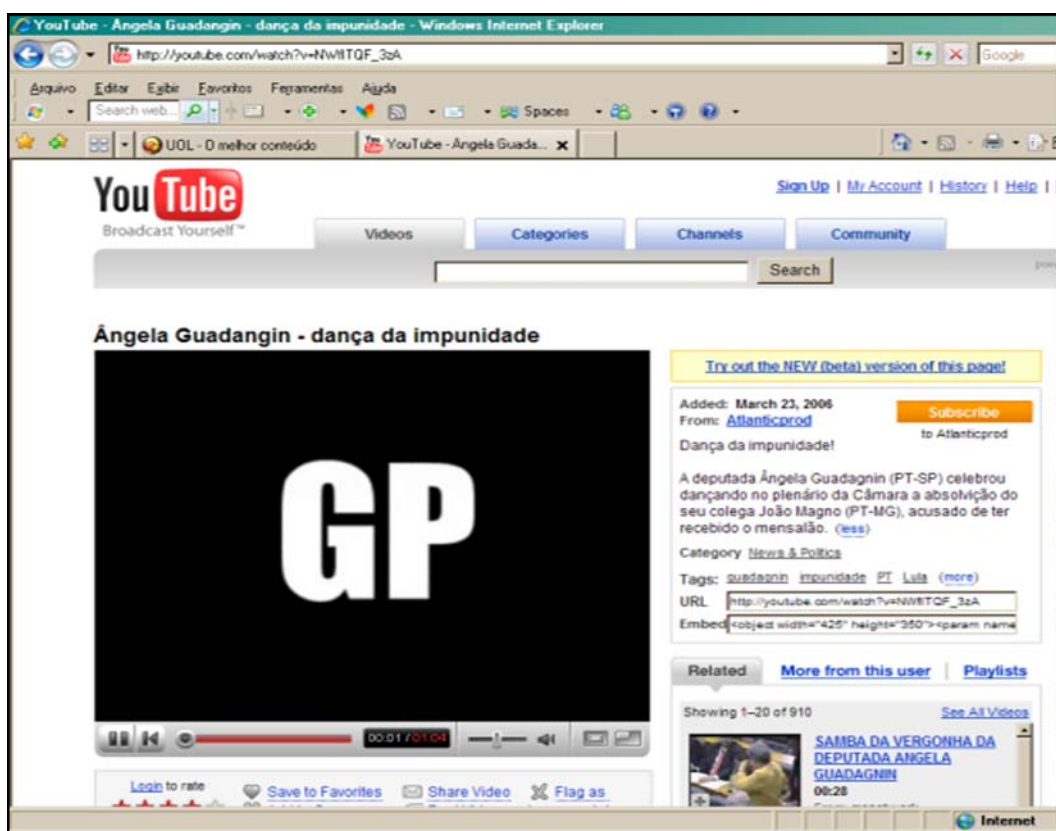 YouTube - Ângela Guadangin - dança da impunidade - Windows Internet Explorer
http://youtube.com/watch?v=NWfITQF_3zA
Google
Arquivo Editar Exibir Favoritos Ferramentas Ajuda
Search web...
Spaces
UOL - O melhor conteúdo
YouTube - Ângela Guada...
YouTube
Broadcast Yourself™
Sign Up | My Account | History | Help |
Videos Categories Channels Community
Search
Ângela Guadangin - dança da impunidade
GP
00:01 / 01:04
Login to rate
Save to Favorites
Share Video
Flag as
Try out the NEW (beta) version of this page!
Added: March 23, 2006
From: Atlanticprod
Subscribe
to Atlanticprod
Dança da impunidade!
A deputada Ângela Guadagnin (PT-SP) celebrou
dançando no plenário da Câmara a absolvição do
seu colega João Magno (PT-MG), acusado de ter
recebido o mensalão. (less)
Category News & Politics
Tags: guadagnin impunidade PT Lula (more)
URL http://youtube.com/watch?v=NWfITQF_3zA
Embed <object width="425" height="350"><param name
Related More from this user | Playlists
Showing 1-20 of 910 See All Videos
SAMBA DA VERGONHA DA
DEPUTADA ANGELA
GUADAGNIN
00:28
Internet